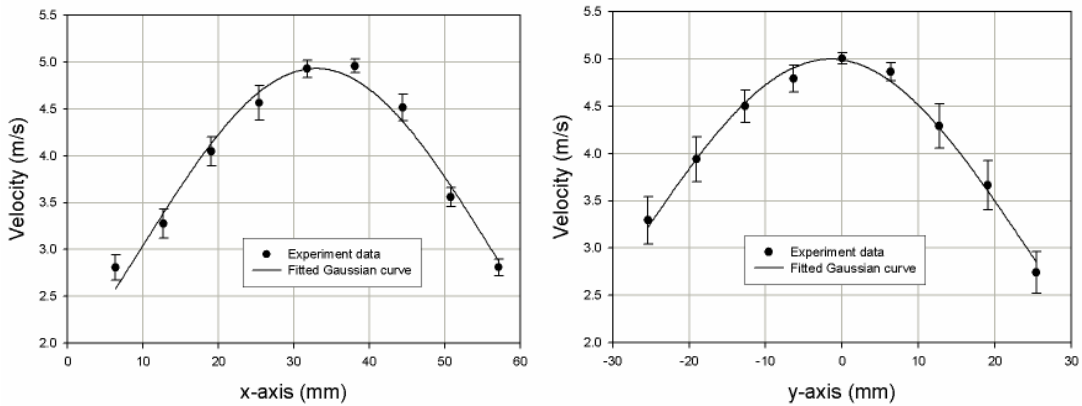 5.5
5.0
4.5
4.0
3.5
3.0
2.5
2.0
Velocity (m/s)
Experiment data
Fitted Gaussian curve
0 10 20 30 40 50 60
x-axis (mm)
5.5
5.0
4.5
4.0
3.5
3.0
2.5
2.0
Velocity (m/s)
Experiment data
Fitted Gaussian curve
-30 -20 -10 0 10 20 30
y-axis (mm)